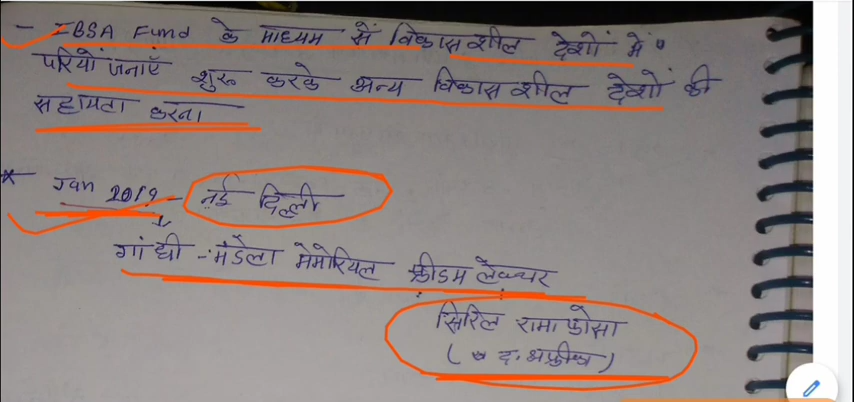 - IBSA Fund के माध्यम से विकासशील देशों में
परियोजनाएँ शुरू करके अन्य विकासशील देशों की
सहायता करना
* Jan 2019 - नई दिल्ली
गांधी - मंडेला मेमोरियल फ्रीडम लेक्चर
सिरिल रामाफोसा
( द. अफ्रीका )